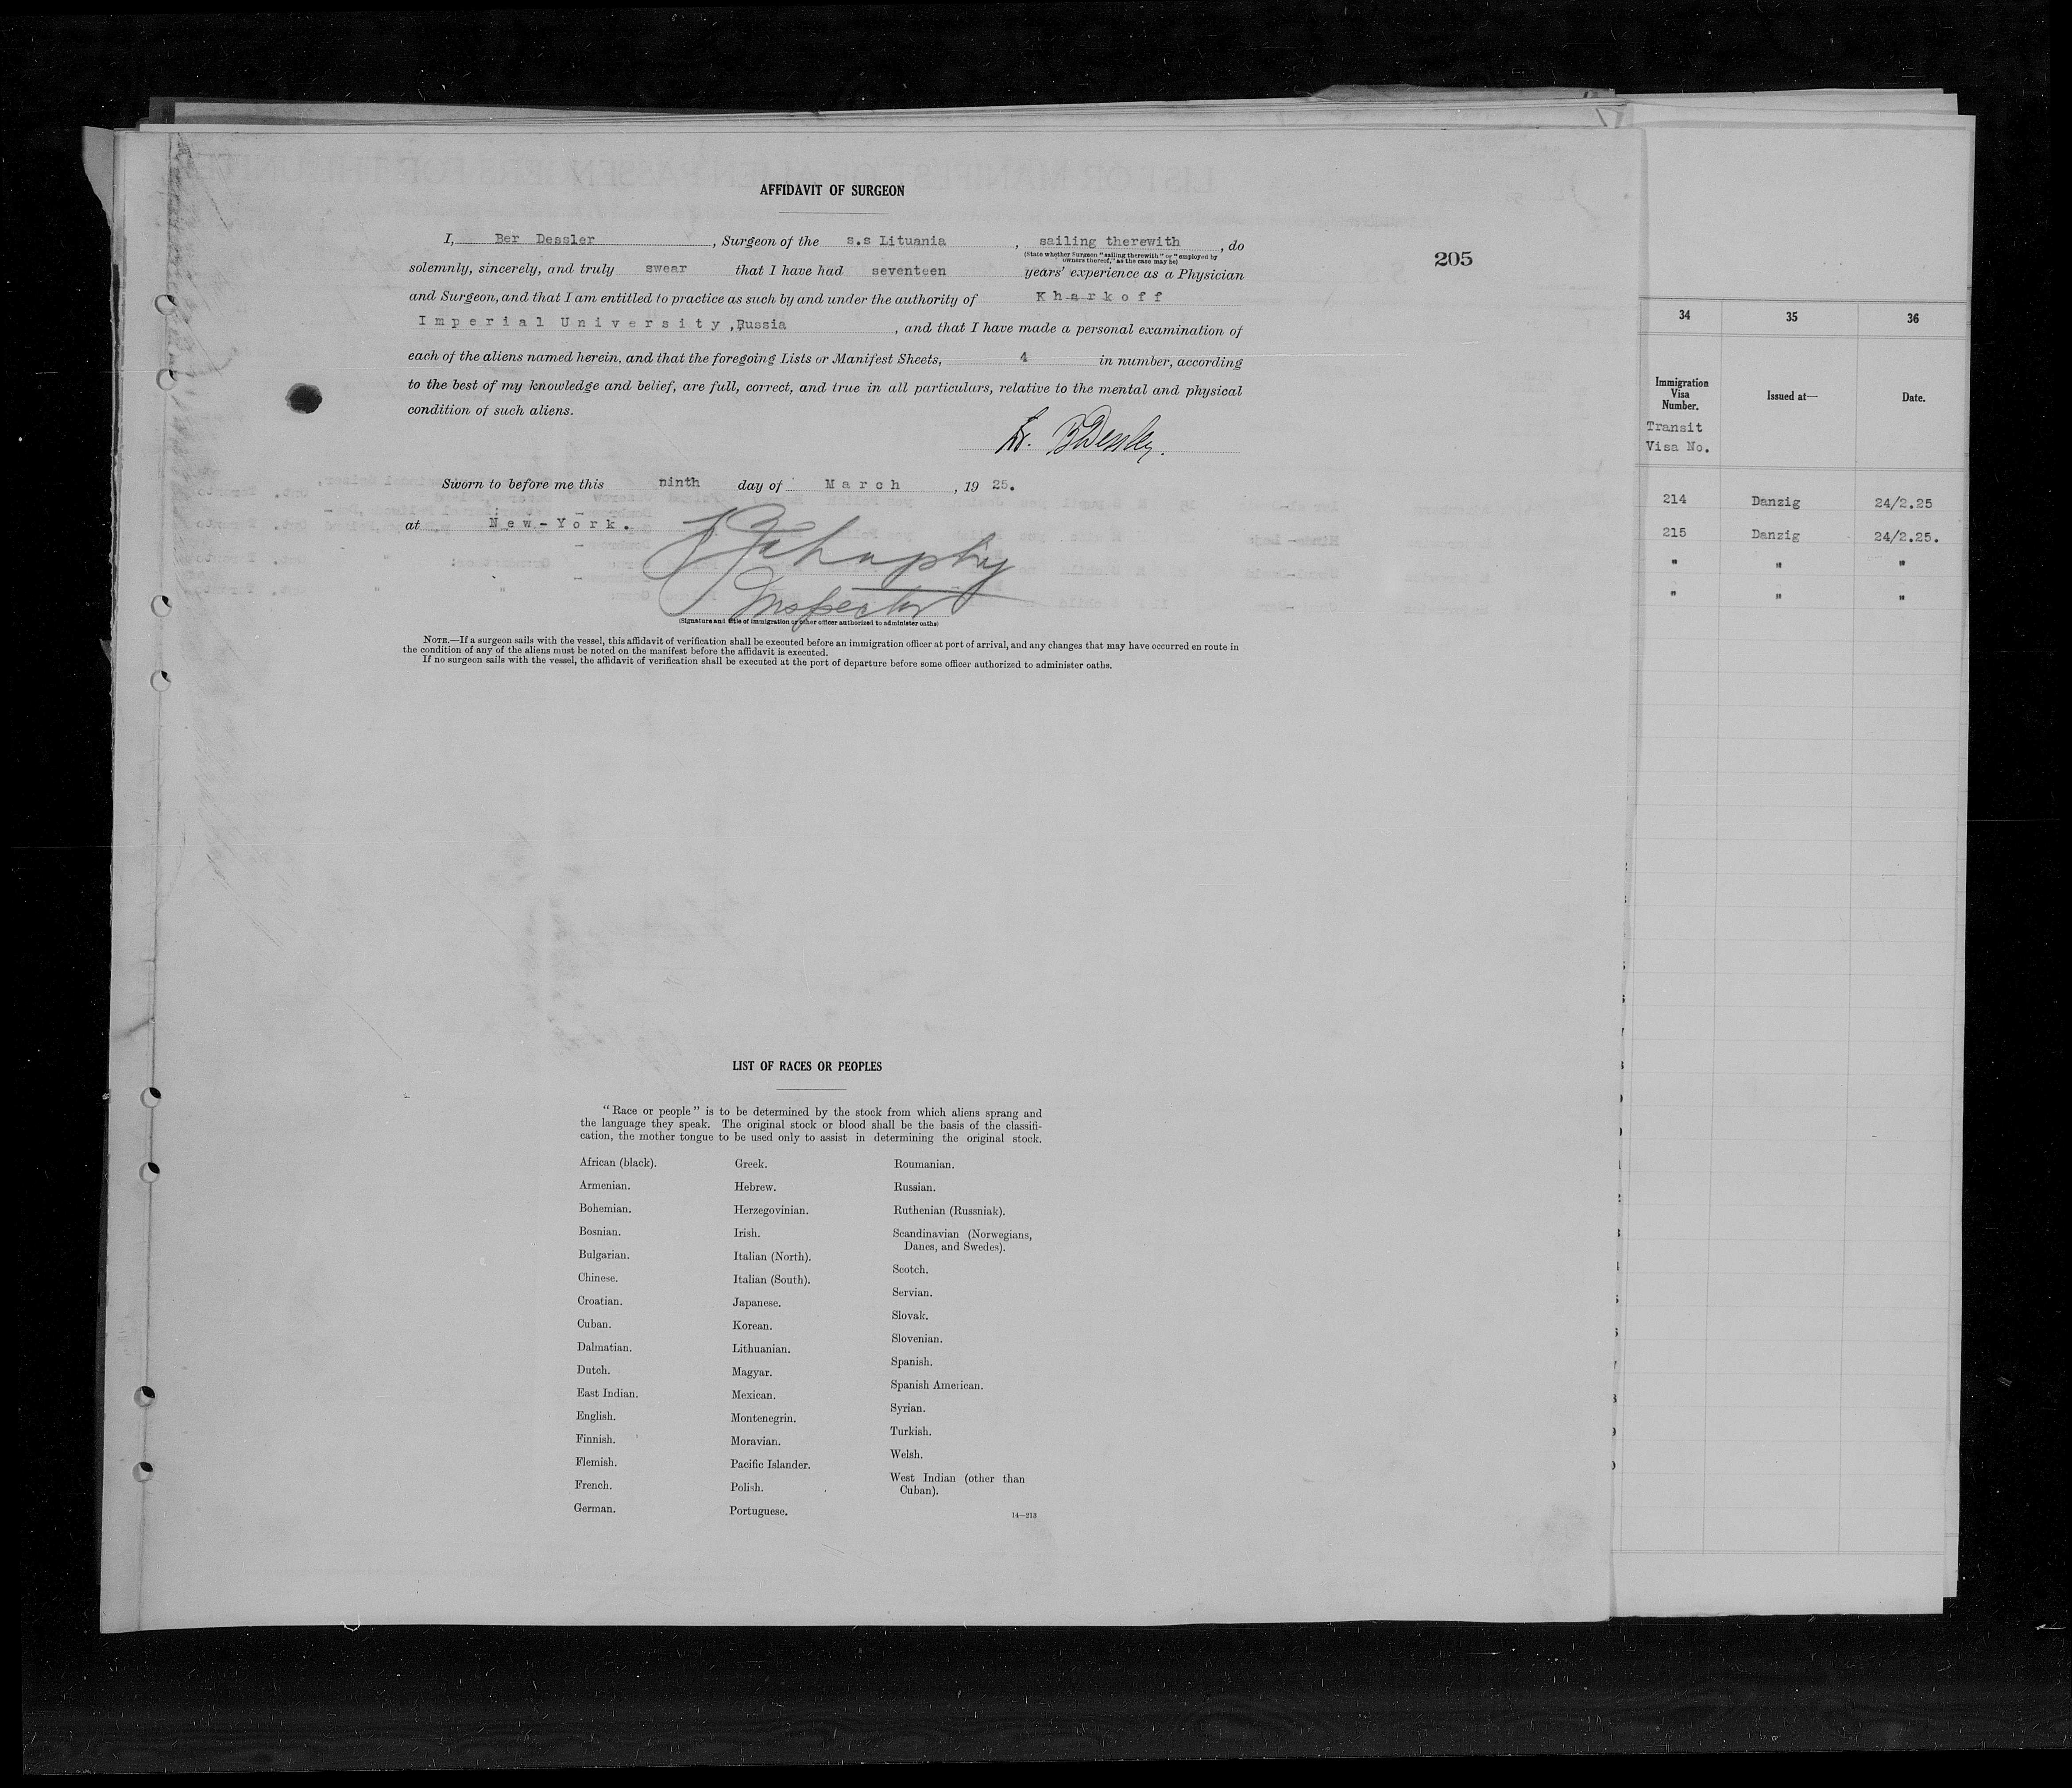 AFFIDAVIT OF SURGEON
I, Ber Dessler, Surgeon of the s.s Lituania, sailing therewith, do
(State whether Surgeon "sailing therewith" or "employed by
owners thereof," as the case may be)
205
solemnly, sincerely, and truly swear that I have had seventeen years' experience as a Physician
and Surgeon, and that I am entitled to practice as such by and under the authority of Kharkoff
Imperial University, Russia, and that I have made a personal examination of
each of the aliens named herein, and that the foregoing Lists or Manifest Sheets, 4 in number, according
to the best of my knowledge and belief, are full, correct, and true in all particulars, relative to the mental and physical
condition of such aliens.
Dr. BDessler.
Sworn to before me this ninth day of March, 1925.
at New-York.
Inspector
(Signature and title of immigration or other officer authorized to administer oaths)
NOTE.—If a surgeon sails with the vessel, this affidavit of verification shall be executed before an immigration officer at port of arrival, and any changes that may have occurred en route in
the condition of any of the aliens must be noted on the manifest before the affidavit is executed.
If no surgeon sails with the vessel, the affidavit of verification shall be executed at the port of departure before some officer authorized to administer oaths.
LIST OF RACES OR PEOPLES
"Race or people" is to be determined by the stock from which aliens sprang and
the language they speak. The original stock or blood shall be the basis of the classifi-
cation, the mother tongue to be used only to assist in determining the original stock.
African (black).
Armenian.
Bohemian.
Bosnian.
Bulgarian.
Chinese.
Croatian.
Cuban.
Dalmatian.
Dutch.
East Indian.
English.
Finnish.
Flemish.
French.
German.
Greek.
Hebrew.
Herzegovinian.
Irish.
Italian (North).
Italian (South).
Japanese.
Korean.
Lithuanian.
Magyar.
Mexican.
Montenegrin.
Moravian.
Pacific Islander.
Polish.
Portuguese.
Roumanian.
Russian.
Ruthenian (Russniak).
Scandinavian (Norwegians,
Danes, and Swedes).
Scotch.
Servian.
Slovak.
Slovenian.
Spanish.
Spanish American.
Syrian.
Turkish.
Welsh.
West Indian (other than
Cuban).
14—213
34 35 36
Immigration
Visa
Number.
Issued at—
Date.
Transit
Visa No.
214 Danzig 24/2.25
215 Danzig 24/2.25.
" " "
" " "